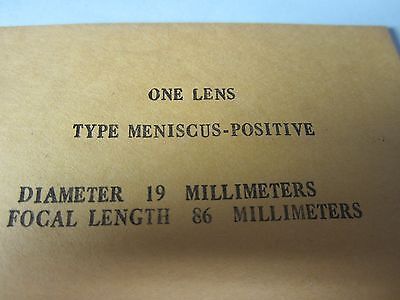 ONE LENS
TYPE MENISCUS-POSITIVE
DIAMETER 19 MILLIMETERS
FOCAL LENGTH 86 MILLIMETERS